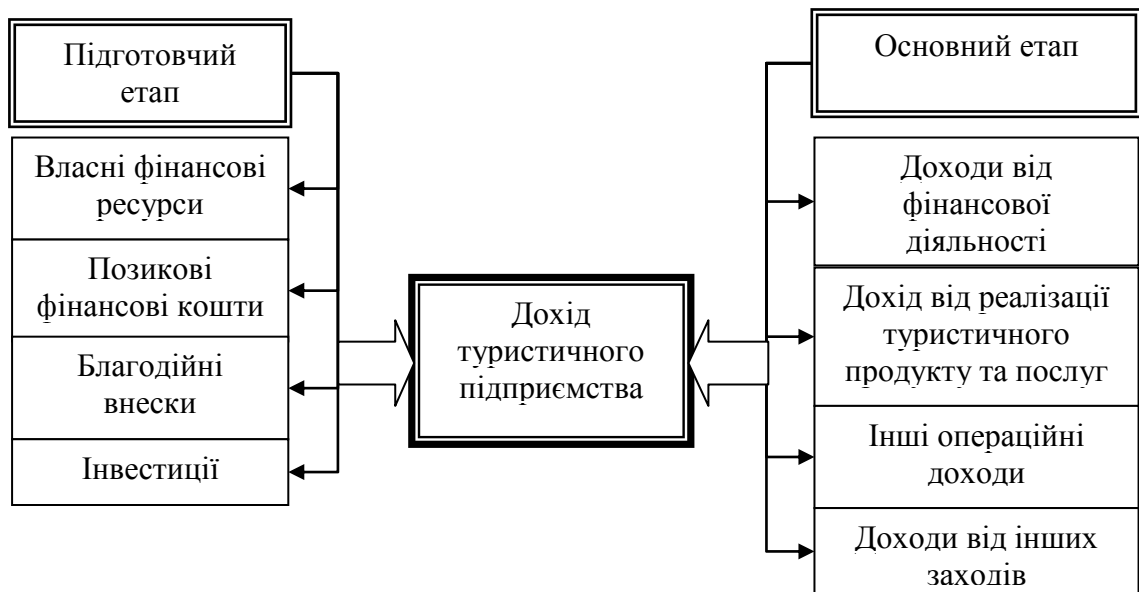 Підготовчий
етап
Власні фінансові
ресурси
Позикові
фінансові кошти
Благодійні
внески
Інвестиції
Дохід
туристичного
підприємства
Основний етап
Доходи від
фінансової
діяльності
Дохід від реалізації
туристичного
продукту та послуг
Інші операційні
доходи
Доходи від інших
заходів